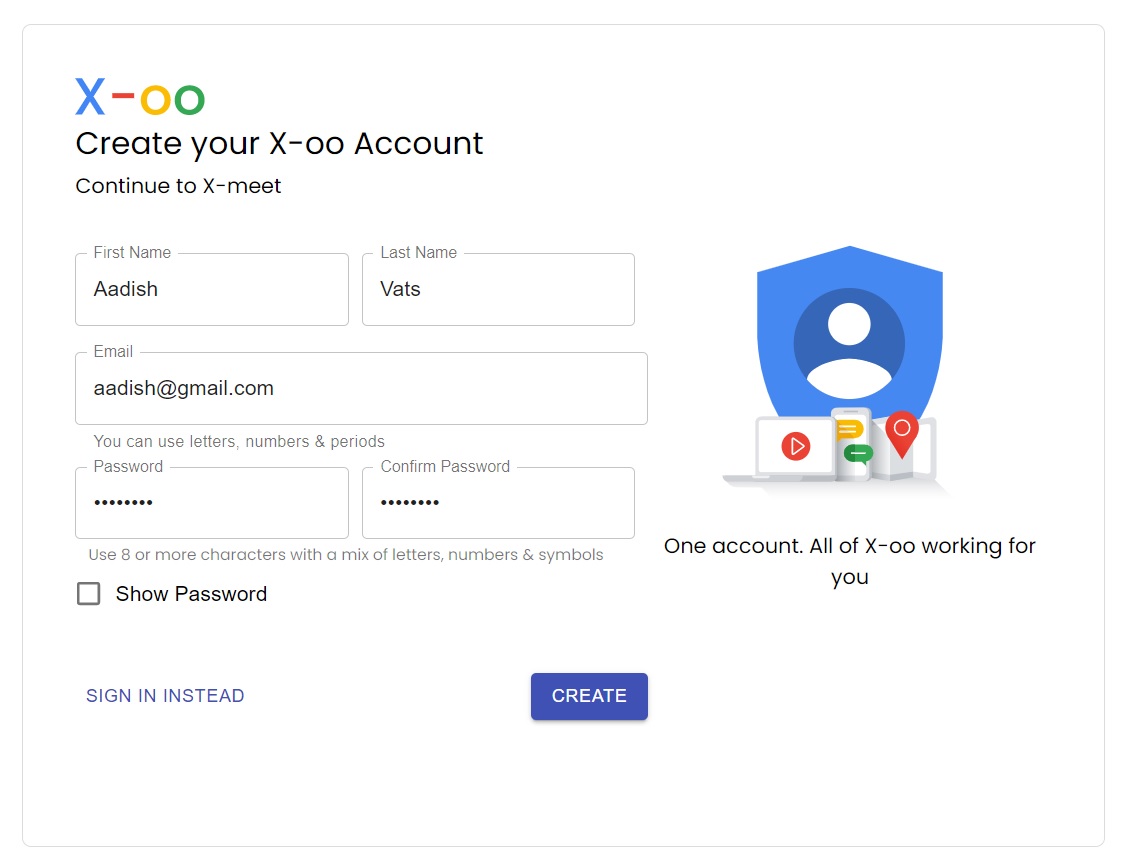 X-oo
Create your X-oo Account
Continue to X-meet
First Name
Aadish
Last Name
Vats
Email
aadish@gmail.com
You can use letters, numbers & periods
Password
••••••••
Confirm Password
••••••••
Use 8 or more characters with a mix of letters, numbers & symbols
Show Password
SIGN IN INSTEAD
CREATE
One account. All of X-oo working for
you